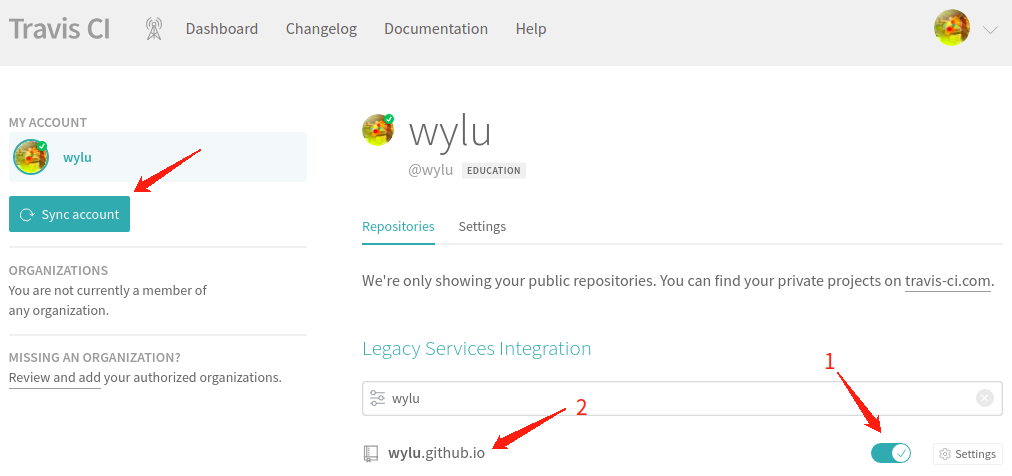 Travis CI Dashboard Changelog Documentation Help
MY ACCOUNT
wylu
Sync account
ORGANIZATIONS
You are not currently a member of
any organization.
MISSING AN ORGANIZATION?
Review and add your authorized organizations.
wylu
@wylu EDUCATION
Repositories Settings
We're only showing your public repositories. You can find your private projects on travis-ci.com.
Legacy Services Integration
1
wylu
2
wylu.github.io
Settings